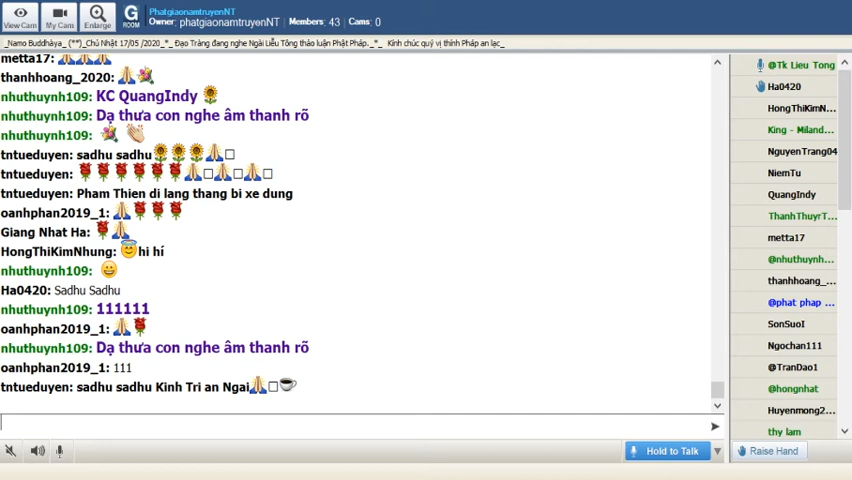 View Cam
My Cam
Enlarge
G
ROOM
PhatgiaonamtruyenNT
Owner: phatgiaonamtruyenNT Members: 43 Cams: 0
_Namo Buddhàya_ (**)_Chủ Nhật 17/05 /2020_*_ Đạo Tràng đang nghe Ngài Liễu Tông thảo luận Phật Pháp._*_ Kính chúc quý vị thính Pháp an lạc_
metta17:
thanhhoang_2020:
nhuthuynh109: KC QuangIndy
nhuthuynh109: Dạ thưa con nghe âm thanh rõ
nhuthuynh109:
tntueduyen: sadhu sadhu
tntueduyen:
tntueduyen: Pham Thien di lang thang bi xe dung
oanhphan2019_1:
Giang Nhat Ha:
HongThiKimNhung: hi hí
nhuthuynh109:
Ha0420: Sadhu Sadhu
nhuthuynh109: 111111
oanhphan2019_1:
nhuthuynh109: Dạ thưa con nghe âm thanh rõ
oanhphan2019_1: 111
tntueduyen: sadhu sadhu Kinh Tri an Ngai
Hold to Talk
@Tk Lieu Tong
Ha0420
HongThiKimN...
King - Miland...
NguyenTrang04
NiemTu
QuangIndy
ThanhThuyrT...
metta17
@nhuthuynh...
thanhhoang_...
@phat phap ...
SonSuoI
Ngochan111
@TranDao1
@hongnhat
Huyenmong2...
thy lam
Raise Hand